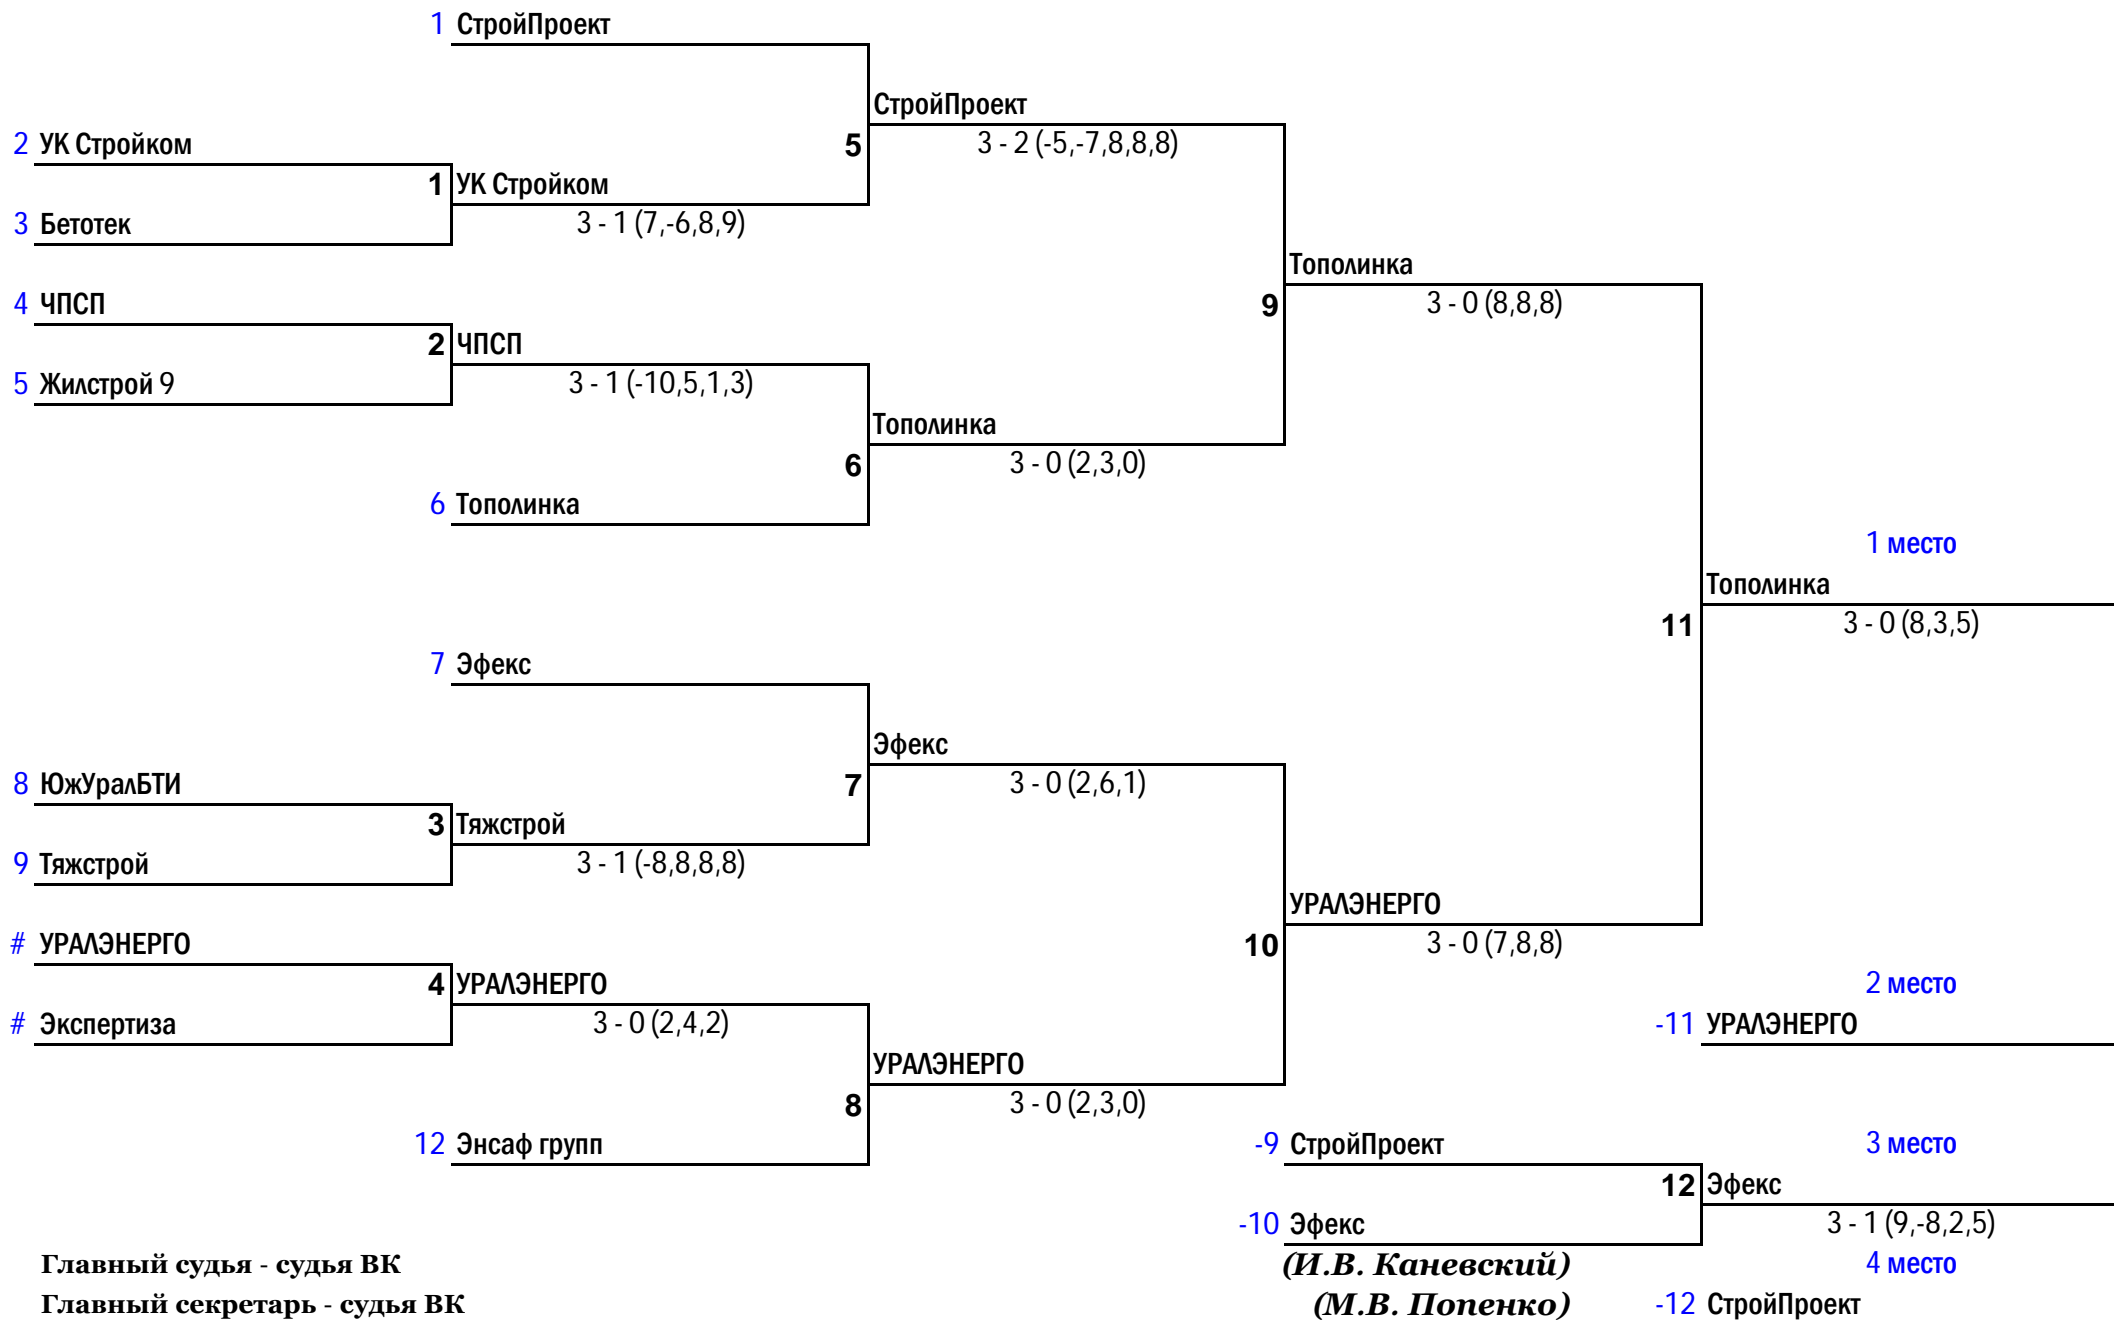 1 СтройПроект
СтройПроект
2 УК Стройком
5
3 - 2 (-5,-7,8,8,8)
1 УК Стройком
3 Бетотек
3 - 1 (7,-6,8,9)
Тополинка
4 ЧПСП
9
3 - 0 (8,8,8)
2 ЧПСП
5 Жилстрой 9
3 - 1 (-10,5,1,3)
Тополинка
6
3 - 0 (2,3,0)
6 Тополинка
1 место
Тополинка
11
3 - 0 (8,3,5)
7 Эфекс
Эфекс
8 ЮжУралБТИ
7
3 - 0 (2,6,1)
3 Тяжстрой
9 Тяжстрой
3 - 1 (-8,8,8,8)
УРАЛЭНЕРГО
# УРАЛЭНЕРГО
10
3 - 0 (7,8,8)
4 УРАЛЭНЕРГО
2 место
# Экспертиза
3 - 0 (2,4,2)
-11 УРАЛЭНЕРГО
УРАЛЭНЕРГО
8
3 - 0 (2,3,0)
12 Энсаф групп
-9 СтройПроект
3 место
12 Эфекс
-10 Эфекс
3 - 1 (9,-8,2,5)
Главный судья - судья ВК
(И.В. Каневский)
4 место
Главный секретарь - судья ВК
(М.В. Попенко)
-12 СтройПроект